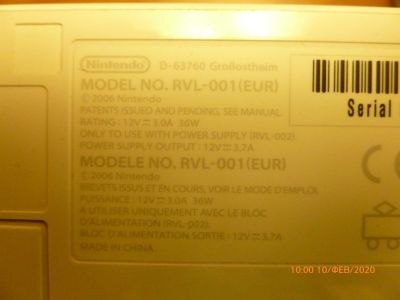 Nintendo D-63760 Großostheim
MODEL NO. RVL-001(EUR)
©2006 Nintendo
PATENTS ISSUED AND PENDING, SEE MANUAL.
RATING : 12V⎓3.0A 36W
ONLY TO USE WITH POWER SUPPLY (RVL-002).
POWER SUPPLY OUTPUT : 12V⎓3,7A
MODELE NO. RVL-001(EUR)
©2006 Nintendo
BREVETS ISSUS ET EN COURS, VOIR LE MODE D'EMPLOI.
PUISSANCE : 12V⎓3.0A 36W
A UTILISER UNIQUEMENT AVEC LE BLOC
D'ALIMENTATION (RVL-002)
BLOC D'ALIMENTATION SORTIE : 12V⎓3,7A
MADE IN CHINA
Serial
CE
10:00 10/ФЕВ/2020